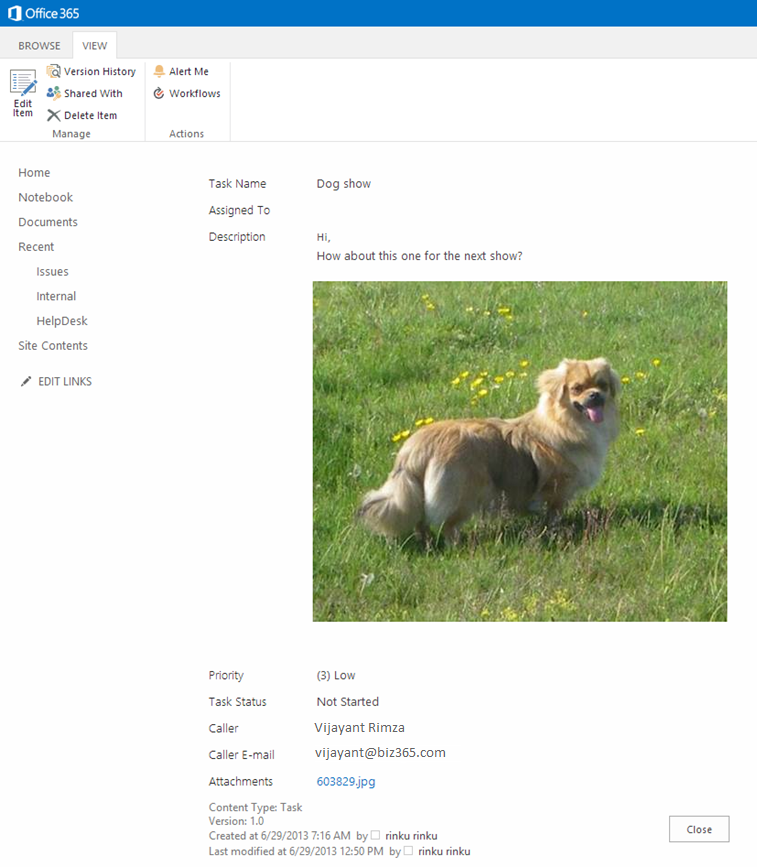 Office 365
BROWSE VIEW
Edit Item
Version History
Shared With
Delete Item
Manage
Alert Me
Workflows
Actions
Home
Notebook
Documents
Recent
Issues
Internal
HelpDesk
Site Contents
EDIT LINKS
Task Name Dog show
Assigned To
Description Hi,
How about this one for the next show?
Priority (3) Low
Task Status Not Started
Caller Vijayant Rimza
Caller E-mail vijayant@biz365.com
Attachments 603829.jpg
Content Type: Task
Version: 1.0
Created at 6/29/2013 7:16 AM by rinku rinku
Last modified at 6/29/2013 12:50 PM by rinku rinku
Close